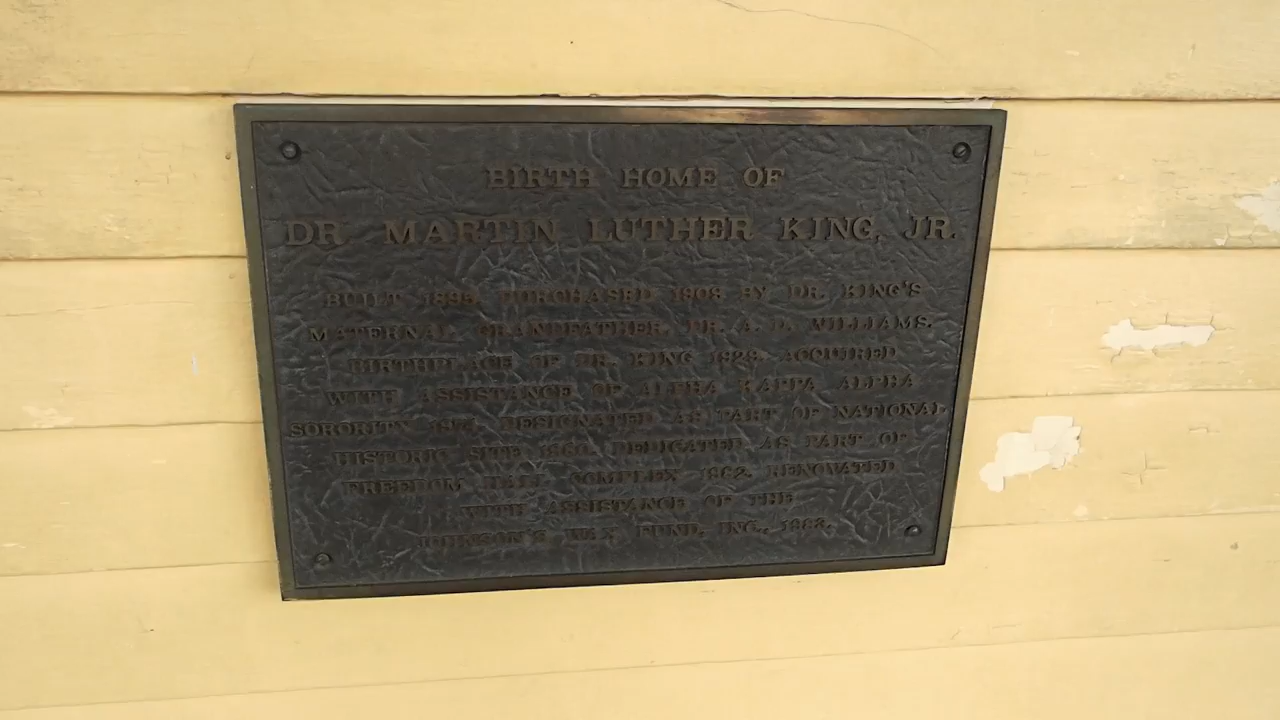 BIRTH HOME OF
DR. MARTIN LUTHER KING, JR.
BUILT 1895. PURCHASED 1909 BY DR. KING'S
MATERNAL GRANDFATHER, DR. A. D. WILLIAMS.
BIRTHPLACE OF DR. KING 1929. ACQUIRED
WITH ASSISTANCE OF ALPHA KAPPA ALPHA
SORORITY DESIGNATED AS PART OF NATIONAL
HISTORIC SITE 1980. DEDICATED AS PART OF
FREEDOM HALL COMPLEX 1982. RENOVATED
WITH ASSISTANCE OF THE
JOHNSON'S WAX FUND, INC., 1983.